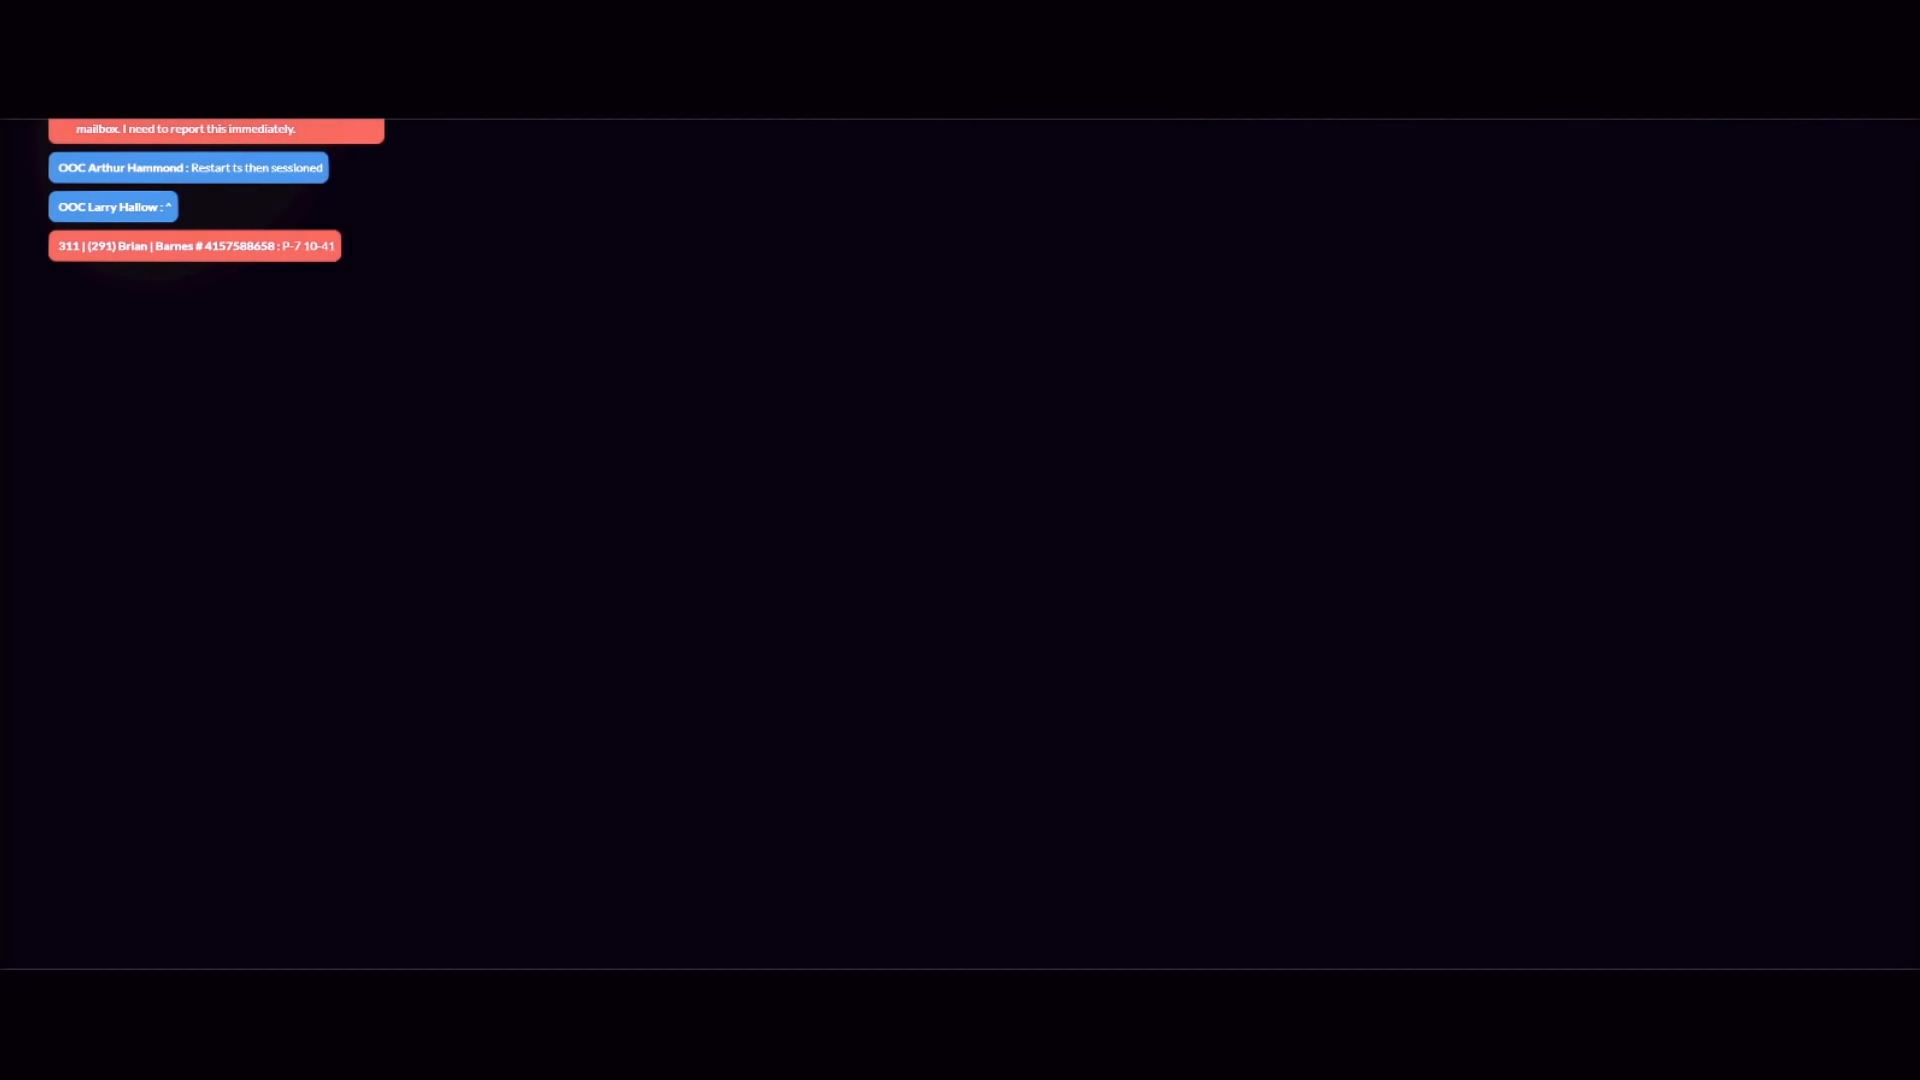 mailbox. I need to report this immediately.
OOC Arthur Hammond : Restart ts then sessioned
OOC Larry Hallow : ^
311 | (291) Brian | Barnes # 4157588658 : P-7 10-41